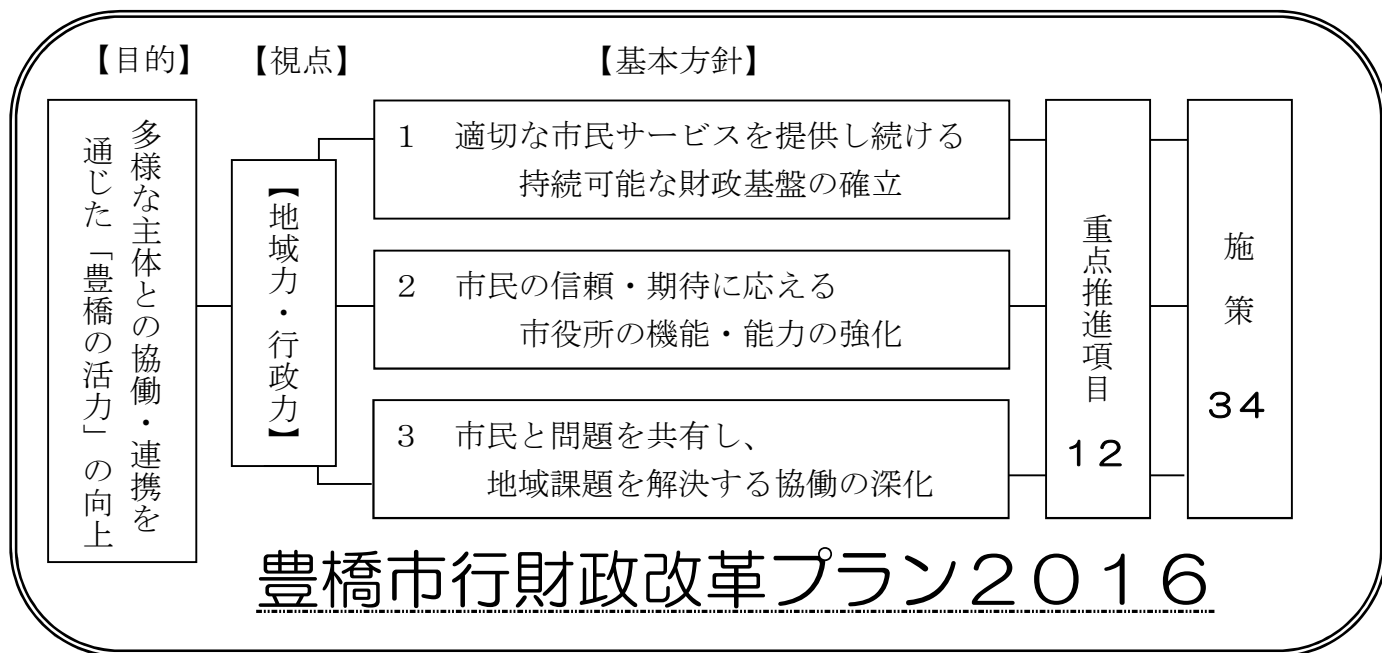 【目的】
【視点】
【基本方針】
多様な主体との協働・連携を
通じた「豊橋の活力」の向上
【地域力・行政力】
1 適切な市民サービスを提供し続ける
持続可能な財政基盤の確立
2 市民の信頼・期待に応える
市役所の機能・能力の強化
3 市民と問題を共有し、
地域課題を解決する協働の深化
重点推進項目 12
施策 34
豊橋市行財政改革プラン2016